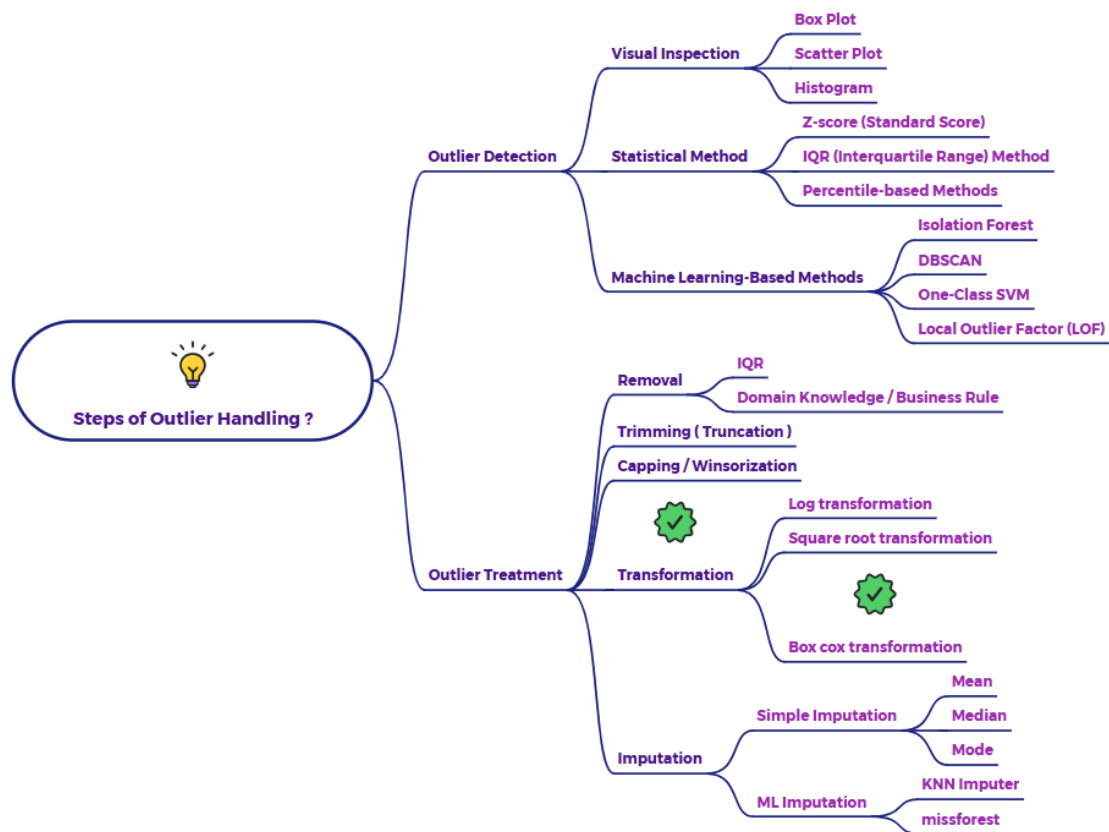 Steps of Outlier Handling ?
Outlier Detection
Visual Inspection
Box Plot
Scatter Plot
Histogram
Statistical Method
Z-score (Standard Score)
IQR (Interquartile Range) Method
Percentile-based Methods
Machine Learning-Based Methods
Isolation Forest
DBSCAN
One-Class SVM
Local Outlier Factor (LOF)
Outlier Treatment
Removal
IQR
Domain Knowledge / Business Rule
Trimming ( Truncation )
Capping / Winsorization
Transformation
Log transformation
Square root transformation
Box cox transformation
Imputation
Simple Imputation
Mean
Median
Mode
ML Imputation
KNN Imputer
missforest